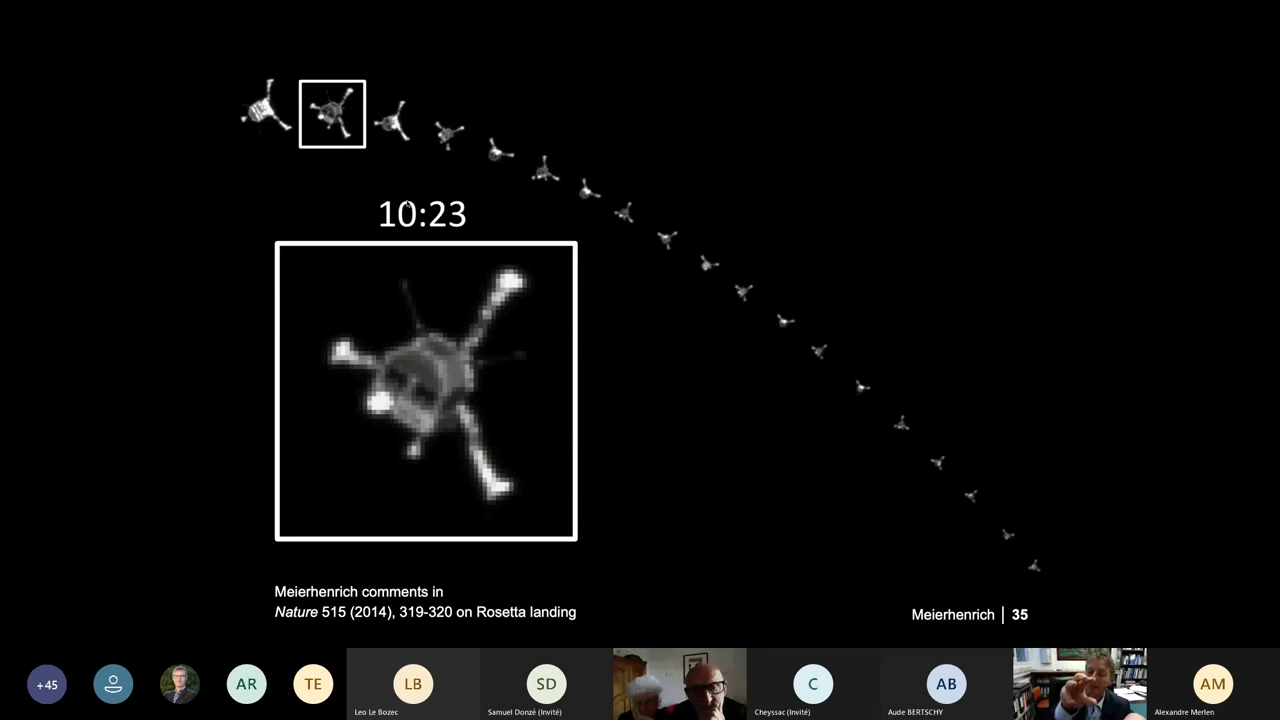 10:23
Meierhenrich comments in
Nature 515 (2014), 319-320 on Rosetta landing
Meierhenrich | 35
+45
AR
TE
LB
Leo Le Bozec
SD
Samuel Donzé (Invité)
C
Cheyssac (Invité)
AB
Aude BERTSCHY
AM
Alexandre Merlen